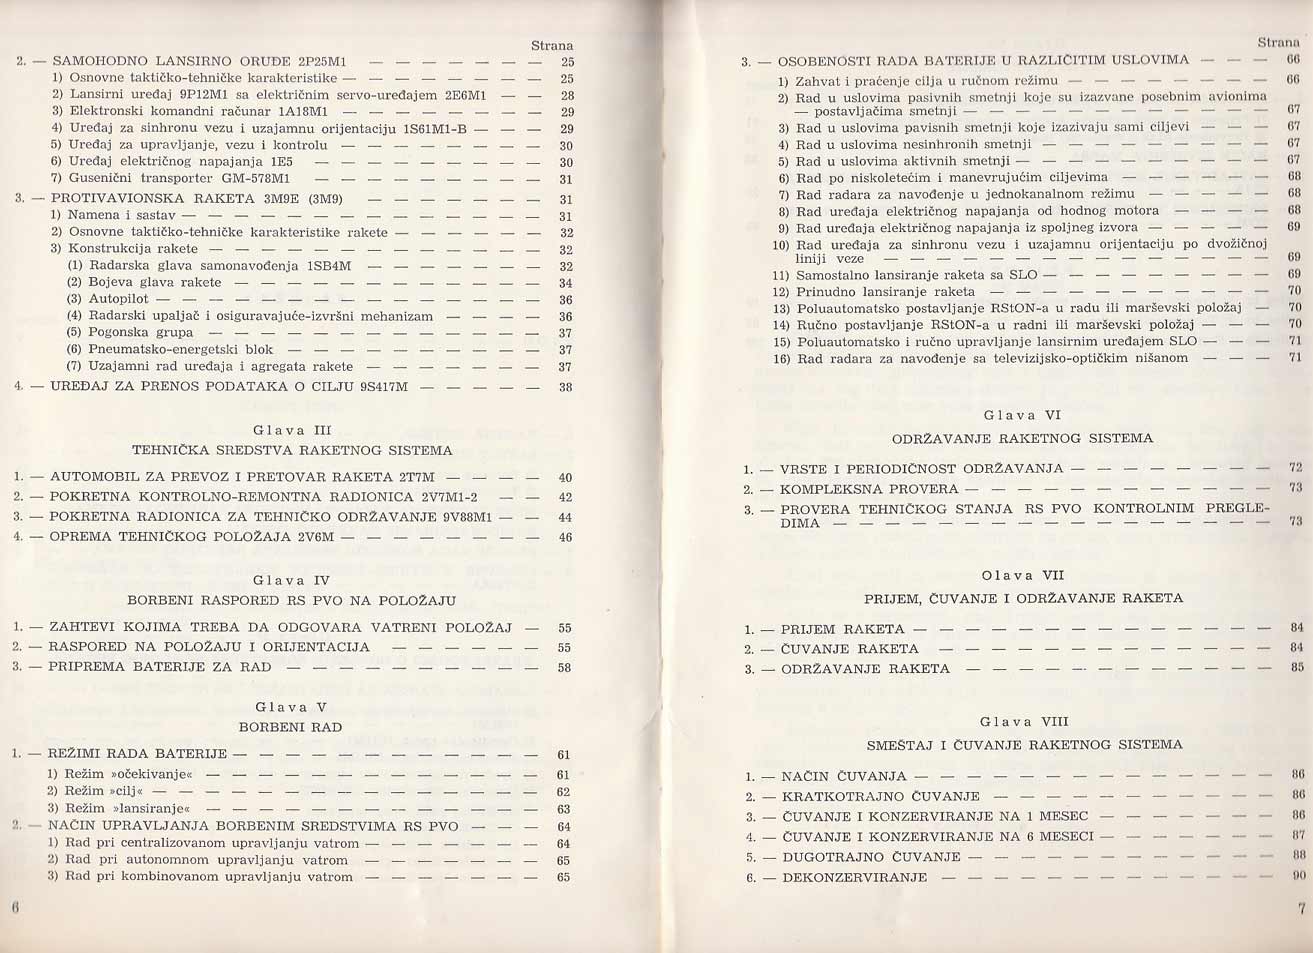 Strana
2. — SAMOHODNO LANSIRNO ORUĐE 2P25M1 — — — — — — — 25
1) Osnovne taktičko-tehničke karakteristike — — — — — — — — 25
2) Lansirni uređaj 9P12M1 sa električnim servo-uređajem 2E6M1 — — 28
3) Elektronski komandni računar 1A18M1 — — — — — — — — 29
4) Uređaj za sinhronu vezu i uzajamnu orijentaciju 1S61M1-B — — — 29
5) Uređaj za upravljanje, vezu i kontrolu — — — — — — — — 30
6) Uređaj električnog napajanja 1E5 — — — — — — — — — 30
7) Gusenični transporter GM-578M1 — — — — — — — — — 31
3. — PROTIVAVIONSKA RAKETA 3M9E (3M9) — — — — — — — 31
1) Namena i sastav — — — — — — — — — — — — — — 31
2) Osnovne taktičko-tehničke karakteristike rakete — — — — — — 32
3) Konstrukcija rakete — — — — — — — — — — — — — 32
(1) Radarska glava samonavođenja 1SB4M — — — — — — — 32
(2) Bojeva glava rakete — — — — — — — — — — — — 34
(3) Autopilot — — — — — — — — — — — — — — — 36
(4) Radarski upaljač i osiguravajuće-izvršni mehanizam — — — — 36
(5) Pogonska grupa — — — — — — — — — — — — — 37
(6) Pneumatsko-energetski blok — — — — — — — — — — 37
(7) Uzajamni rad uređaja i agregata rakete — — — — — — — 37
4. — UREĐAJ ZA PRENOS PODATAKA O CILJU 9S417M — — — — — 38
Glava III
TEHNIČKA SREDSTVA RAKETNOG SISTEMA
1. — AUTOMOBIL ZA PREVOZ I PRETOVAR RAKETA 2T7M — — — — 40
2. — POKRETNA KONTROLNO-REMONTNA RADIONICA 2V7M1-2 — — 42
3. — POKRETNA RADIONICA ZA TEHNIČKO ODRŽAVANJE 9V88M1 — — 44
4. — OPREMA TEHNIČKOG POLOŽAJA 2V6M — — — — — — — — 46
Glava IV
BORBENI RASPORED RS PVO NA POLOŽAJU
1. — ZAHTEVI KOJIMA TREBA DA ODGOVARA VATRENI POLOŽAJ — 55
2. — RASPORED NA POLOŽAJU I ORIJENTACIJA — — — — — — 55
3. — PRIPREMA BATERIJE ZA RAD — — — — — — — — — — 58
Glava V
BORBENI RAD
1. — REŽIMI RADA BATERIJE — — — — — — — — — — — — 61
1) Režim »očekivanje« — — — — — — — — — — — — — 61
2) Režim »cilj« — — — — — — — — — — — — — — — 62
3) Režim »lansiranje« — — — — — — — — — — — — — 63
2. — NAČIN UPRAVLJANJA BORBENIM SREDSTVIMA RS PVO — — — 64
1) Rad pri centralizovanom upravljanju vatrom — — — — — — — 64
2) Rad pri autonomnom upravljanju vatrom — — — — — — — 65
3) Rad pri kombinovanom upravljanju vatrom — — — — — — — 65
6
Strana
3. — OSOBENOSTI RADA BATERIJE U RAZLIČITIM USLOVIMA — — — 66
1) Zahvat i praćenje cilja u ručnom režimu — — — — — — — — 66
2) Rad u uslovima pasivnih smetnji koje su izazvane posebnim avionima
— postavljačima smetnji — — — — — — — — — — — — 67
3) Rad u uslovima pavisnih smetnji koje izazivaju sami ciljevi — — — 67
4) Rad u uslovima nesinhronih smetnji — — — — — — — — — 67
5) Rad u uslovima aktivnih smetnji — — — — — — — — — — 67
6) Rad po niskoletećim i manevrujućim ciljevima — — — — — — 68
7) Rad radara za navođenje u jednokanalnom režimu — — — — — 68
8) Rad uređaja električnog napajanja od hodnog motora — — — — 68
9) Rad uređaja električnog napajanja iz spoljneg izvora — — — — — 69
10) Rad uređaja za sinhronu vezu i uzajamnu orijentaciju po dvožičnoj
liniji veze — — — — — — — — — — — — — — — 69
11) Samostalno lansiranje raketa sa SLO — — — — — — — — — 69
12) Prinudno lansiranje raketa — — — — — — — — — — — 70
13) Poluautomatsko postavljanje RStON-a u radu ili marševski položaj — 70
14) Ručno postavljanje RStON-a u radni ili marševski položaj — — — 70
15) Poluautomatsko i ručno upravljanje lansirnim uređajem SLO — — — 71
16) Rad radara za navođenje sa televizijsko-optičkim nišanom — — — 71
Glava VI
ODRŽAVANJE RAKETNOG SISTEMA
1. — VRSTE I PERIODIČNOST ODRŽAVANJA — — — — — — — — 72
2. — KOMPLEKSNA PROVERA — — — — — — — — — — — — 73
3. — PROVERA TEHNIČKOG STANJA RS PVO KONTROLNIM PREGLE-
DIMA — — — — — — — — — — — — — — — — — 73
Olava VII
PRIJEM, ČUVANJE I ODRŽAVANJE RAKETA
1. — PRIJEM RAKETA — — — — — — — — — — — — — — 84
2. — ČUVANJE RAKETA — — — — — — — — — — — — — 84
3. — ODRŽAVANJE RAKETA — — — — — — — — — — — — 85
Glava VIII
SMEŠTAJ I ČUVANJE RAKETNOG SISTEMA
1. — NAČIN ČUVANJA — — — — — — — — — — — — — — 86
2. — KRATKOTRAJNO ČUVANJE — — — — — — — — — — — 86
3. — ČUVANJE I KONZERVIRANJE NA 1 MESEC — — — — — — — 86
4. — ČUVANJE I KONZERVIRANJE NA 6 MESECI — — — — — — — 87
5. — DUGOTRAJNO ČUVANJE — — — — — — — — — — — — 88
6. — DEKONZERVIRANJE — — — — — — — — — — — — — 90
7